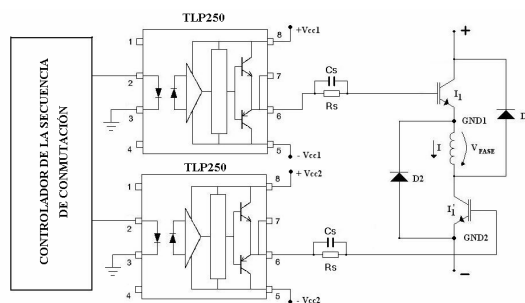 TLP250
CONTROLADOR DE LA SECUENCIA
DE CONMUTACIÓN
1
2
3
4
8
7
6
5
+Vcc1
- Vcc1
Cs
Rs
TLP250
1
2
3
4
8
7
6
5
+ Vcc2
- Vcc2
Cs
Rs
+
I1
GND1
D
I
VFASE
D2
I1'
GND2
-